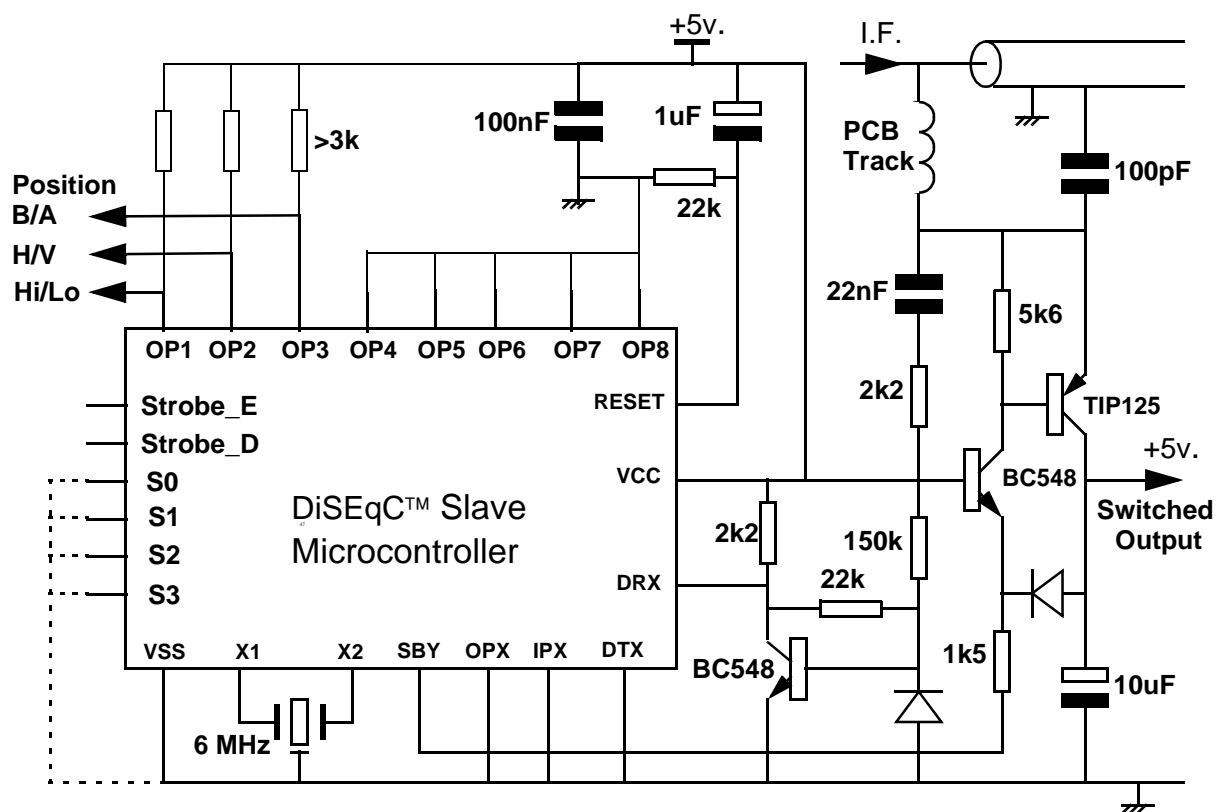 +5v.
I.F.
100nF
1uF
PCB
Track
100pF
>3k
22k
Position
B/A
H/V
Hi/Lo
22nF
5k6
2k2
TIP125
OP1 OP2 OP3 OP4 OP5 OP6 OP7 OP8
Strobe_E
Strobe_D
S0
S1
S2
S3
RESET
VCC
DRX
DiSEqC™ Slave
Microcontroller
BC548
+5v.
Switched
Output
2k2
150k
22k
VSS X1 X2 SBY OPX IPX DTX
BC548
1k5
10uF
6 MHz